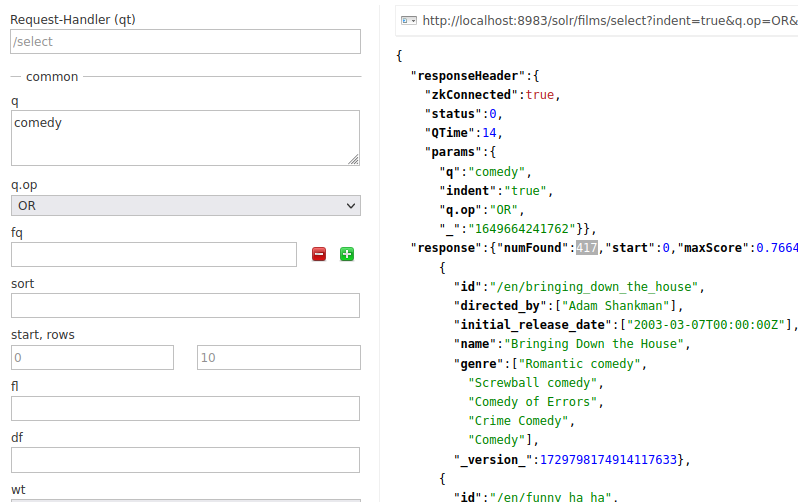 Request-Handler (qt)
/select
common
q
comedy
q.op
OR
fq
sort
start, rows
0 10
fl
df
wt
http://localhost:8983/solr/films/select?indent=true&q.op=OR&
{
"responseHeader":{
"zkConnected":true,
"status":0,
"QTime":14,
"params":{
"q":"comedy",
"indent":"true",
"q.op":"OR",
"_":"1649664241762"}},
"response":{"numFound":417,"start":0,"maxScore":0.7664
{
"id":"/en/bringing_down_the_house",
"directed_by":["Adam Shankman"],
"initial_release_date":["2003-03-07T00:00:00Z"],
"name":"Bringing Down the House",
"genre":["Romantic comedy",
"Screwball comedy",
"Comedy of Errors",
"Crime Comedy",
"Comedy"],
"_version_":1729798174914117633},
{
"id":"/en/funny_ha_ha",